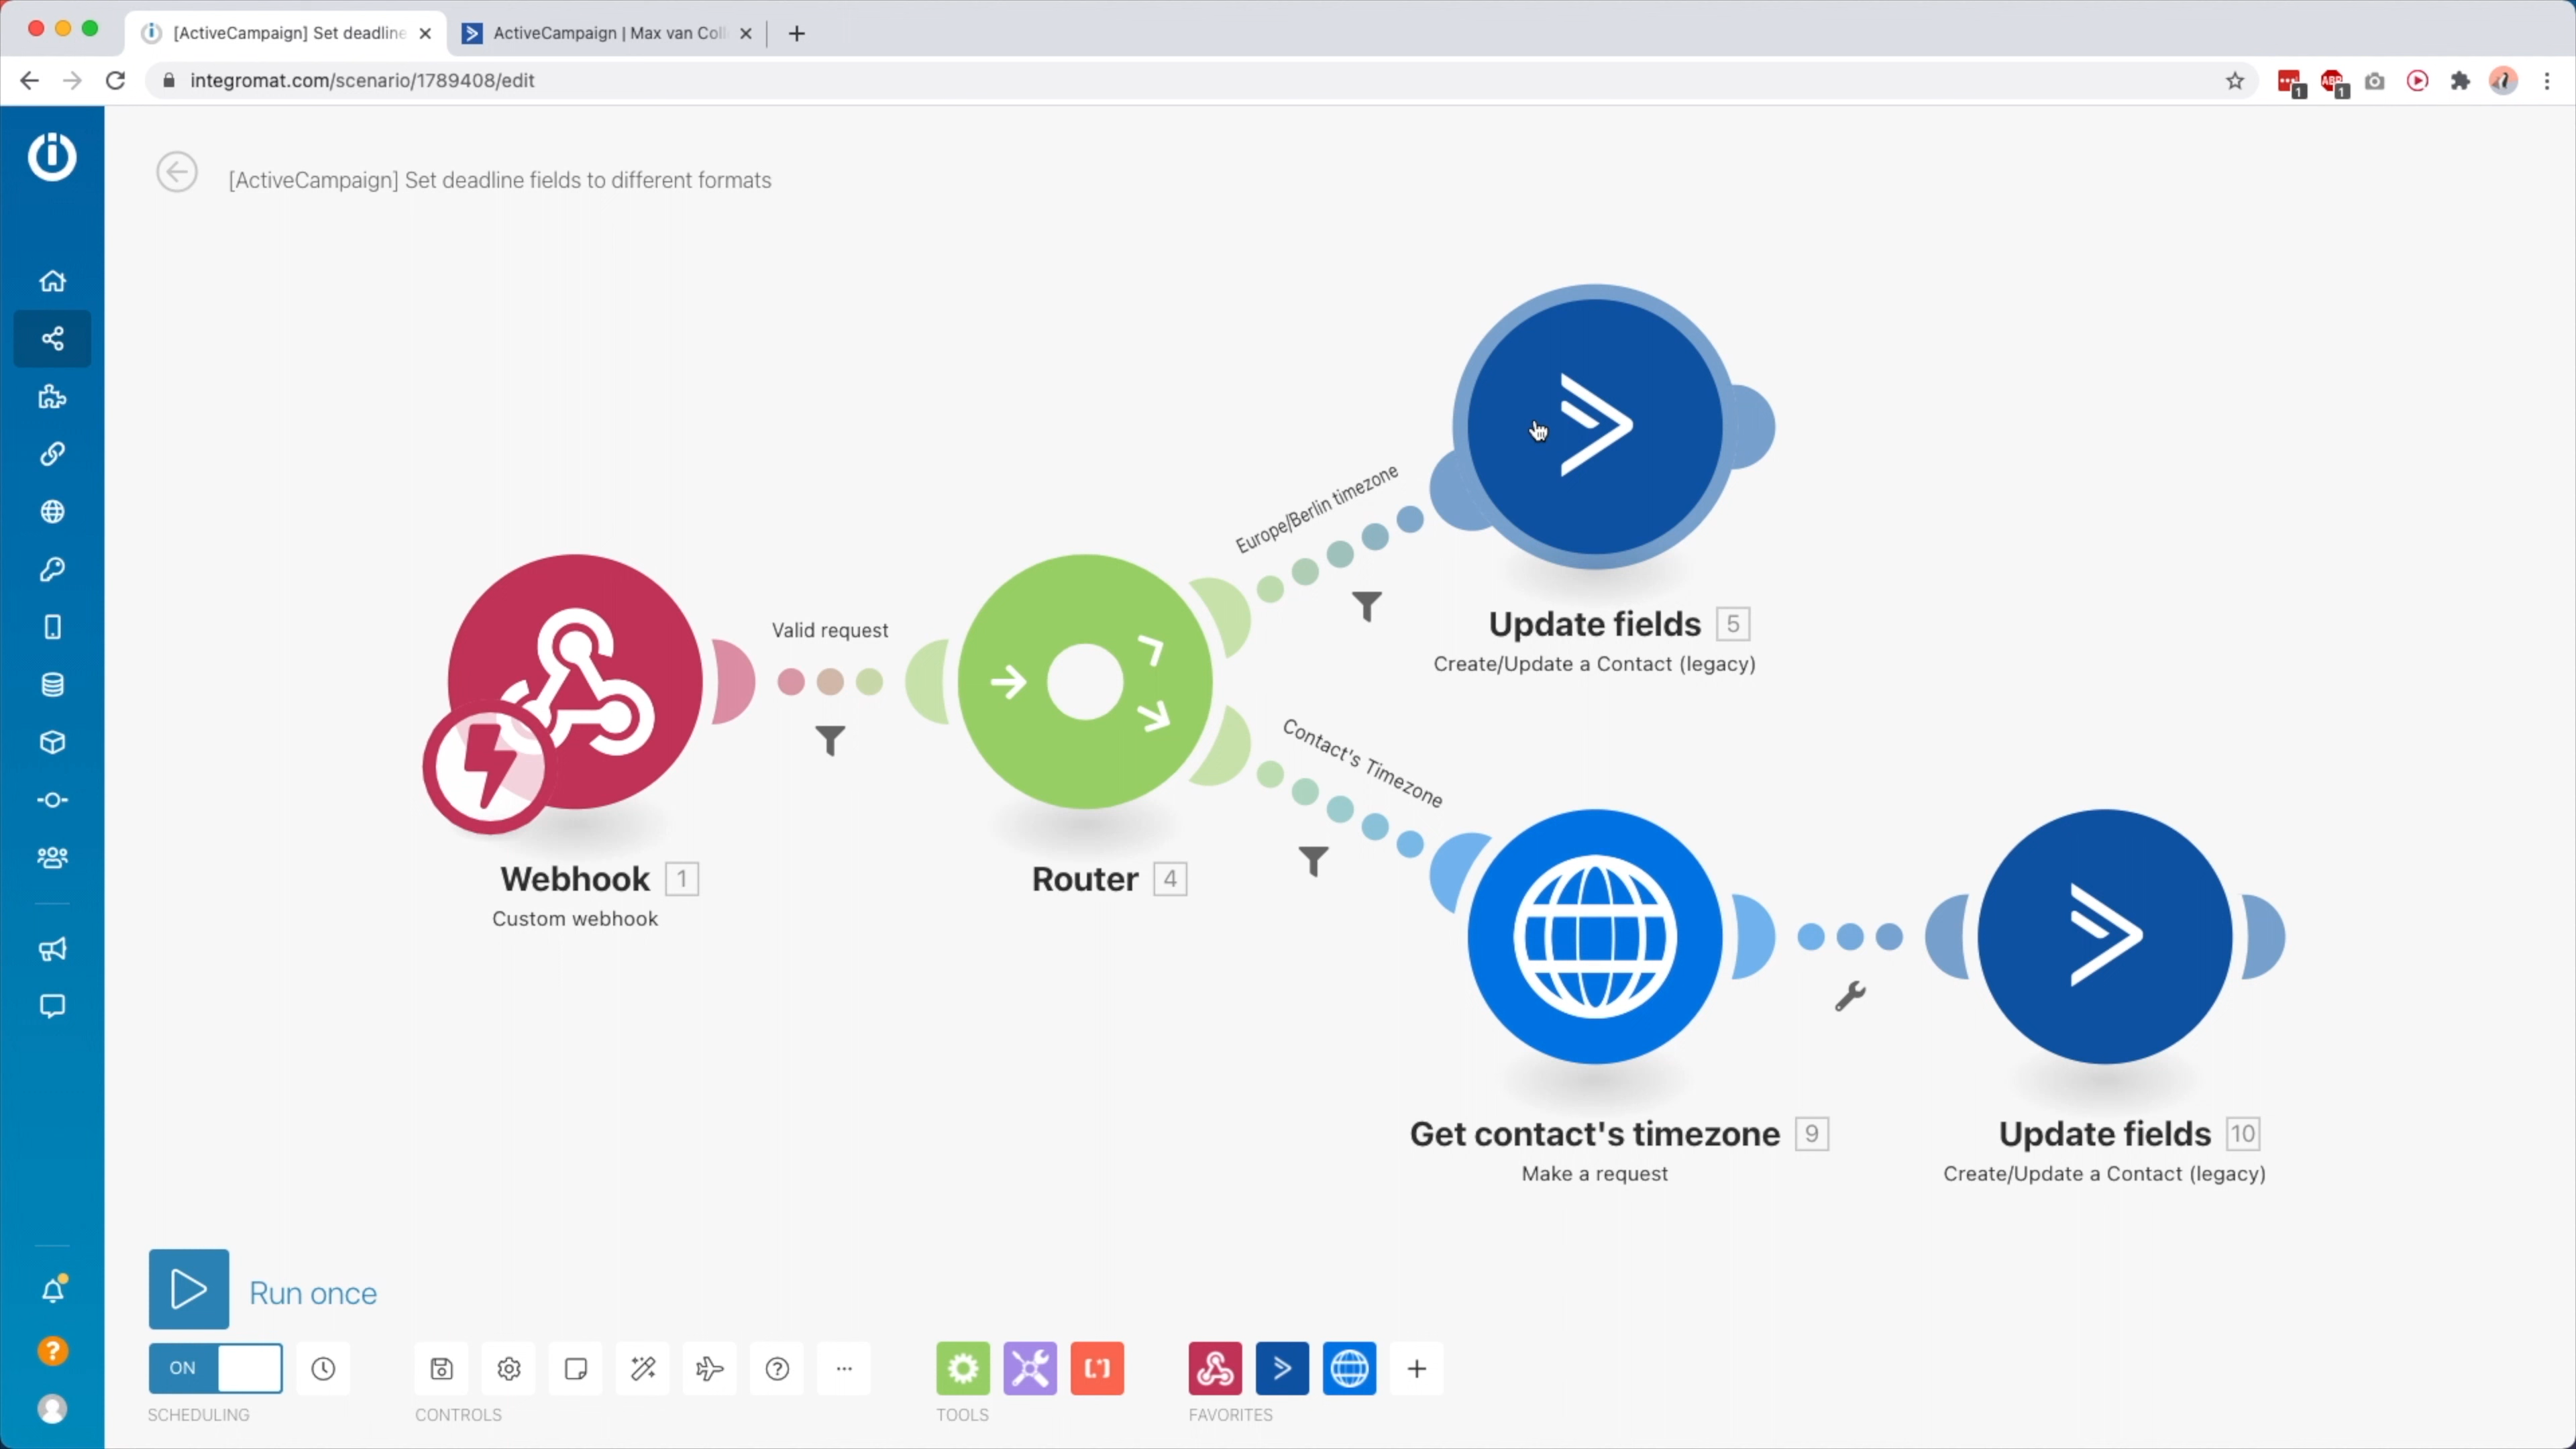 [ActiveCampaign] Set deadline
ActiveCampaign | Max van Coll
integromat.com/scenario/1789408/edit
1
ABP
1
[ActiveCampaign] Set deadline fields to different formats
Europe/Berlin timezone
Update fields 5
Create/Update a Contact (legacy)
Valid request
Contact's Timezone
Webhook 1
Custom webhook
Router 4
Get contact's timezone 9
Make a request
Update fields 10
Create/Update a Contact (legacy)
Run once
ON
SCHEDULING
CONTROLS
TOOLS
FAVORITES